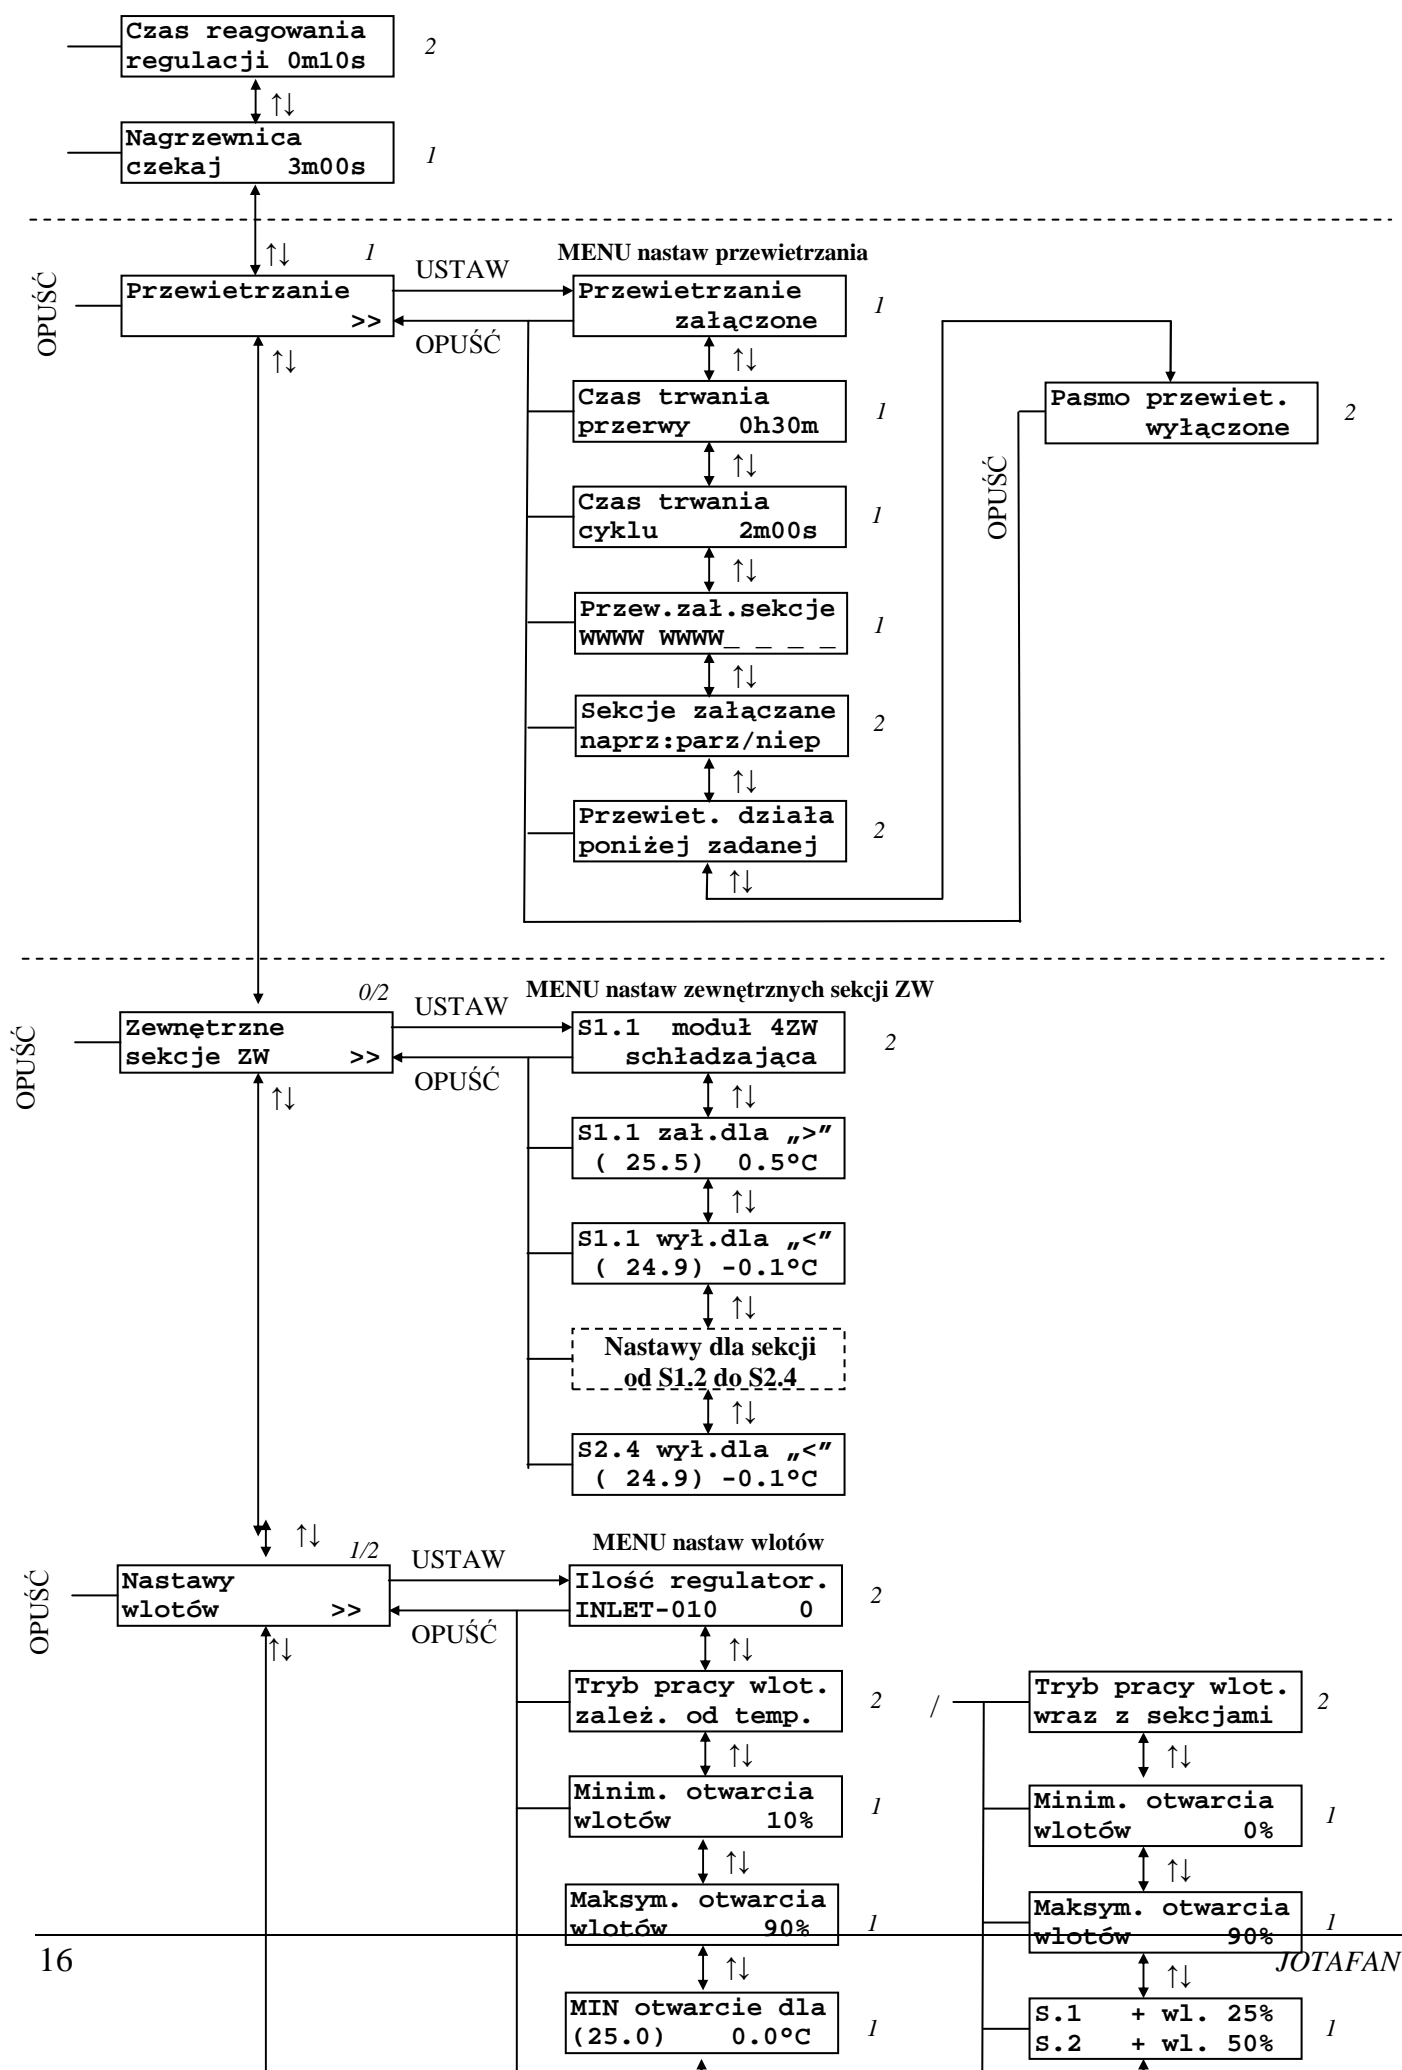 Czas reagowania
regulacji 0m10s
2
↑↓
Nagrzewnica
czekaj 3m00s
1
↑↓
1
OPUŚĆ
Przewietrzanie
>>
USTAW
OPUŚĆ
↑↓
MENU nastaw przewietrzania
Przewietrzanie
załączone
1
↑↓
Czas trwania
przerwy 0h30m
1
↑↓
Czas trwania
cyklu 2m00s
1
↑↓
Przew.zał.sekcje
WWWW WWWW_ _ _ _
1
↑↓
Sekcje załączane
naprz:parz/niep
2
↑↓
Przewiet. działa
poniżej zadanej
2
↑↓
Pasmo przewiet.
wyłączone
2
OPUŚĆ
0/2
OPUŚĆ
Zewnętrzne
sekcje ZW >>
USTAW
OPUŚĆ
↑↓
MENU nastaw zewnętrznych sekcji ZW
S1.1 moduł 4ZW
schładzająca
2
↑↓
S1.1 zał.dla „>”
( 25.5) 0.5°C
↑↓
S1.1 wył.dla „<”
( 24.9) -0.1°C
↑↓
Nastawy dla sekcji
od S1.2 do S2.4
↑↓
S2.4 wył.dla „<”
( 24.9) -0.1°C
↑↓
1/2
OPUŚĆ
Nastawy
wlotów >>
USTAW
OPUŚĆ
↑↓
MENU nastaw wlotów
Ilość regulator.
INLET-010 0
2
↑↓
Tryb pracy wlot.
zależ. od temp.
2
↑↓
Minim. otwarcia
wlotów 10%
1
↑↓
Maksym. otwarcia
wlotów 90%
1
↑↓
MIN otwarcie dla
(25.0) 0.0°C
1
/
Tryb pracy wlot.
wraz z sekcjami
2
↑↓
Minim. otwarcia
wlotów 0%
1
↑↓
Maksym. otwarcia
wlotów 90%
1
↑↓
S.1 + wl. 25%
S.2 + wl. 50%
1
16
JOTAFAN